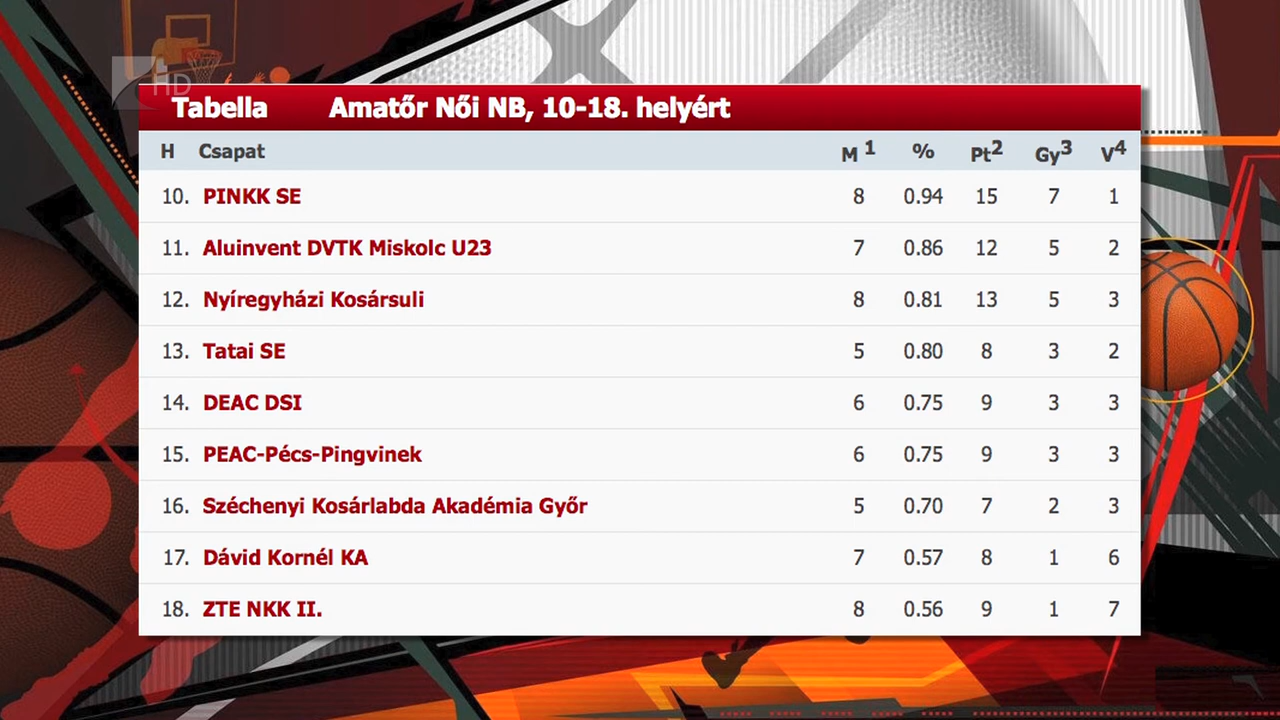 HD
Tabella Amatőr Női NB, 10-18. helyért
H Csapat M 1 % Pt2 Gy3 V4
10. PINKK SE 8 0.94 15 7 1
11. Aluinvent DVTK Miskolc U23 7 0.86 12 5 2
12. Nyíregyházi Kosársuli 8 0.81 13 5 3
13. Tatai SE 5 0.80 8 3 2
14. DEAC DSI 6 0.75 9 3 3
15. PEAC-Pécs-Pingvinek 6 0.75 9 3 3
16. Széchenyi Kosárlabda Akadémia Győr 5 0.70 7 2 3
17. Dávid Kornél KA 7 0.57 8 1 6
18. ZTE NKK II. 8 0.56 9 1 7